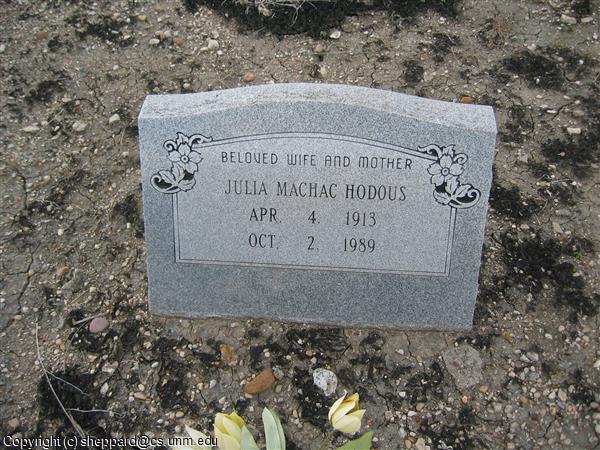 BELOVED WIFE AND MOTHER
JULIA MACHAC HODOUS
APR. 4. 1913
OCT. 2. 1989
Copyright @ sheppard@cs.unm.edu